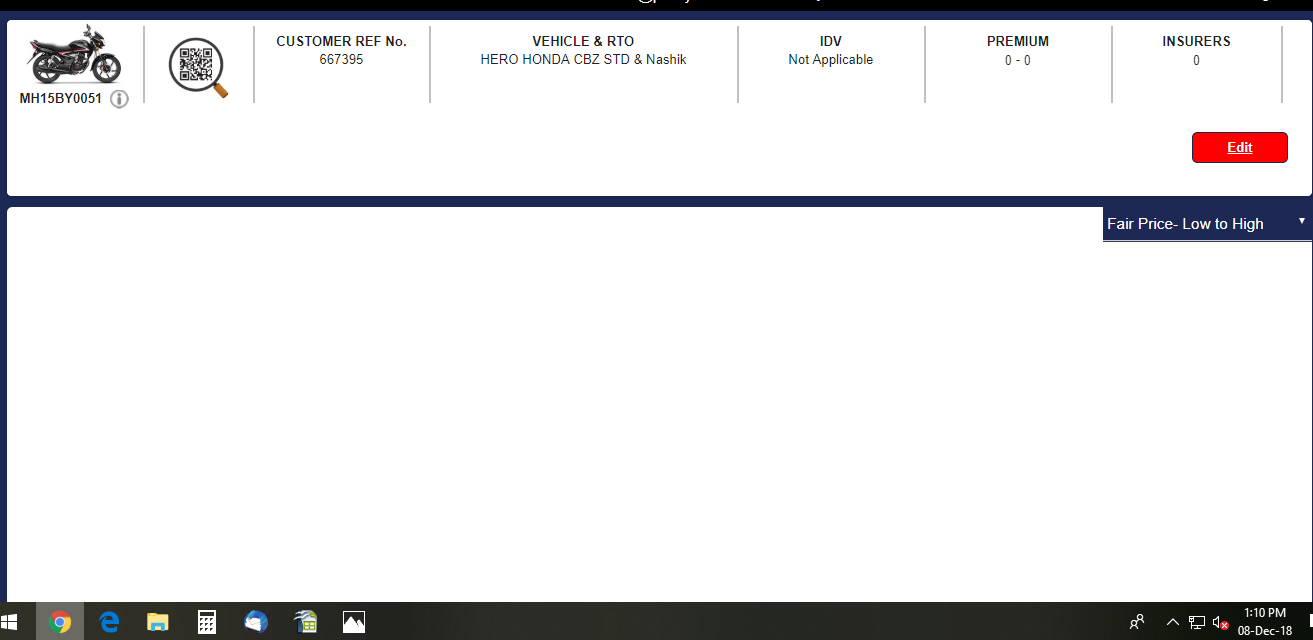 CUSTOMER REF No.
667395
VEHICLE & RTO
HERO HONDA CBZ STD & Nashik
IDV
Not Applicable
PREMIUM
0 - 0
INSURERS
0
MH15BY0051
Edit
Fair Price- Low to High
1:10 PM
08-Dec-18